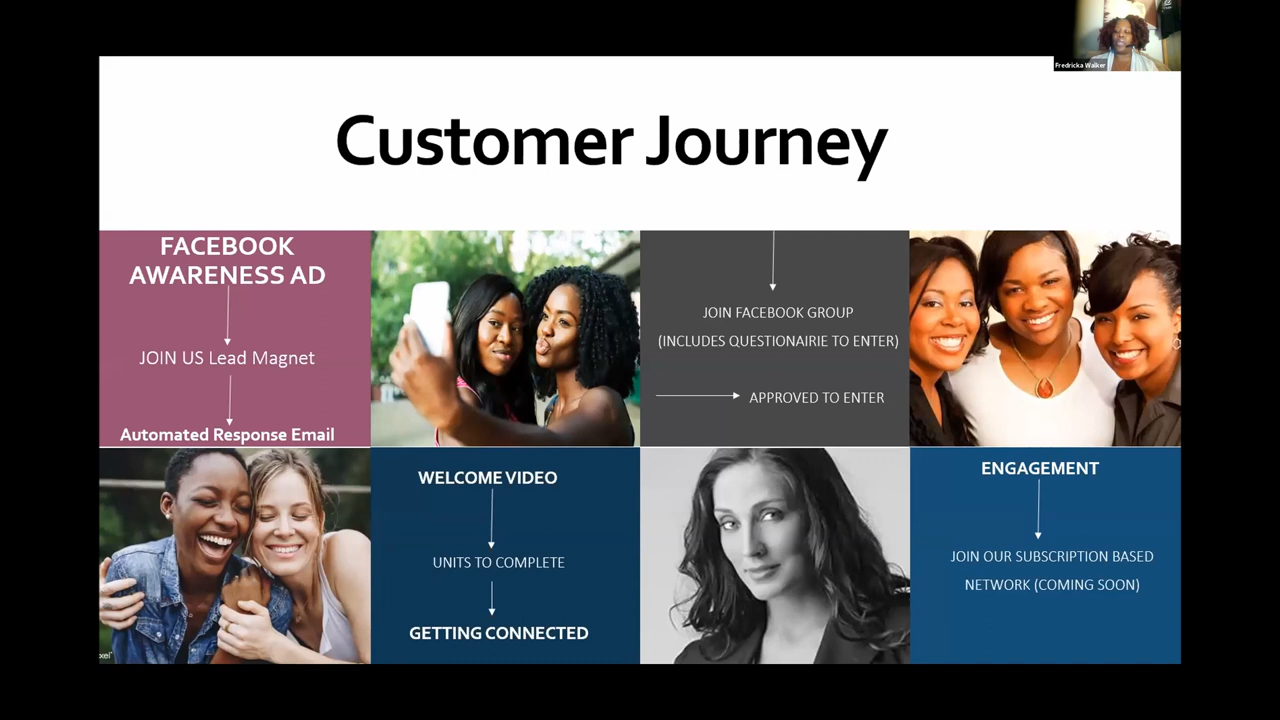 Fredricka Walker
Customer Journey
FACEBOOK
AWARENESS AD
JOIN US Lead Magnet
Automated Response Email
JOIN FACEBOOK GROUP
(INCLUDES QUESTIONAIRIE TO ENTER)
APPROVED TO ENTER
WELCOME VIDEO
UNITS TO COMPLETE
GETTING CONNECTED
ENGAGEMENT
JOIN OUR SUBSCRIPTION BASED
NETWORK (COMING SOON)